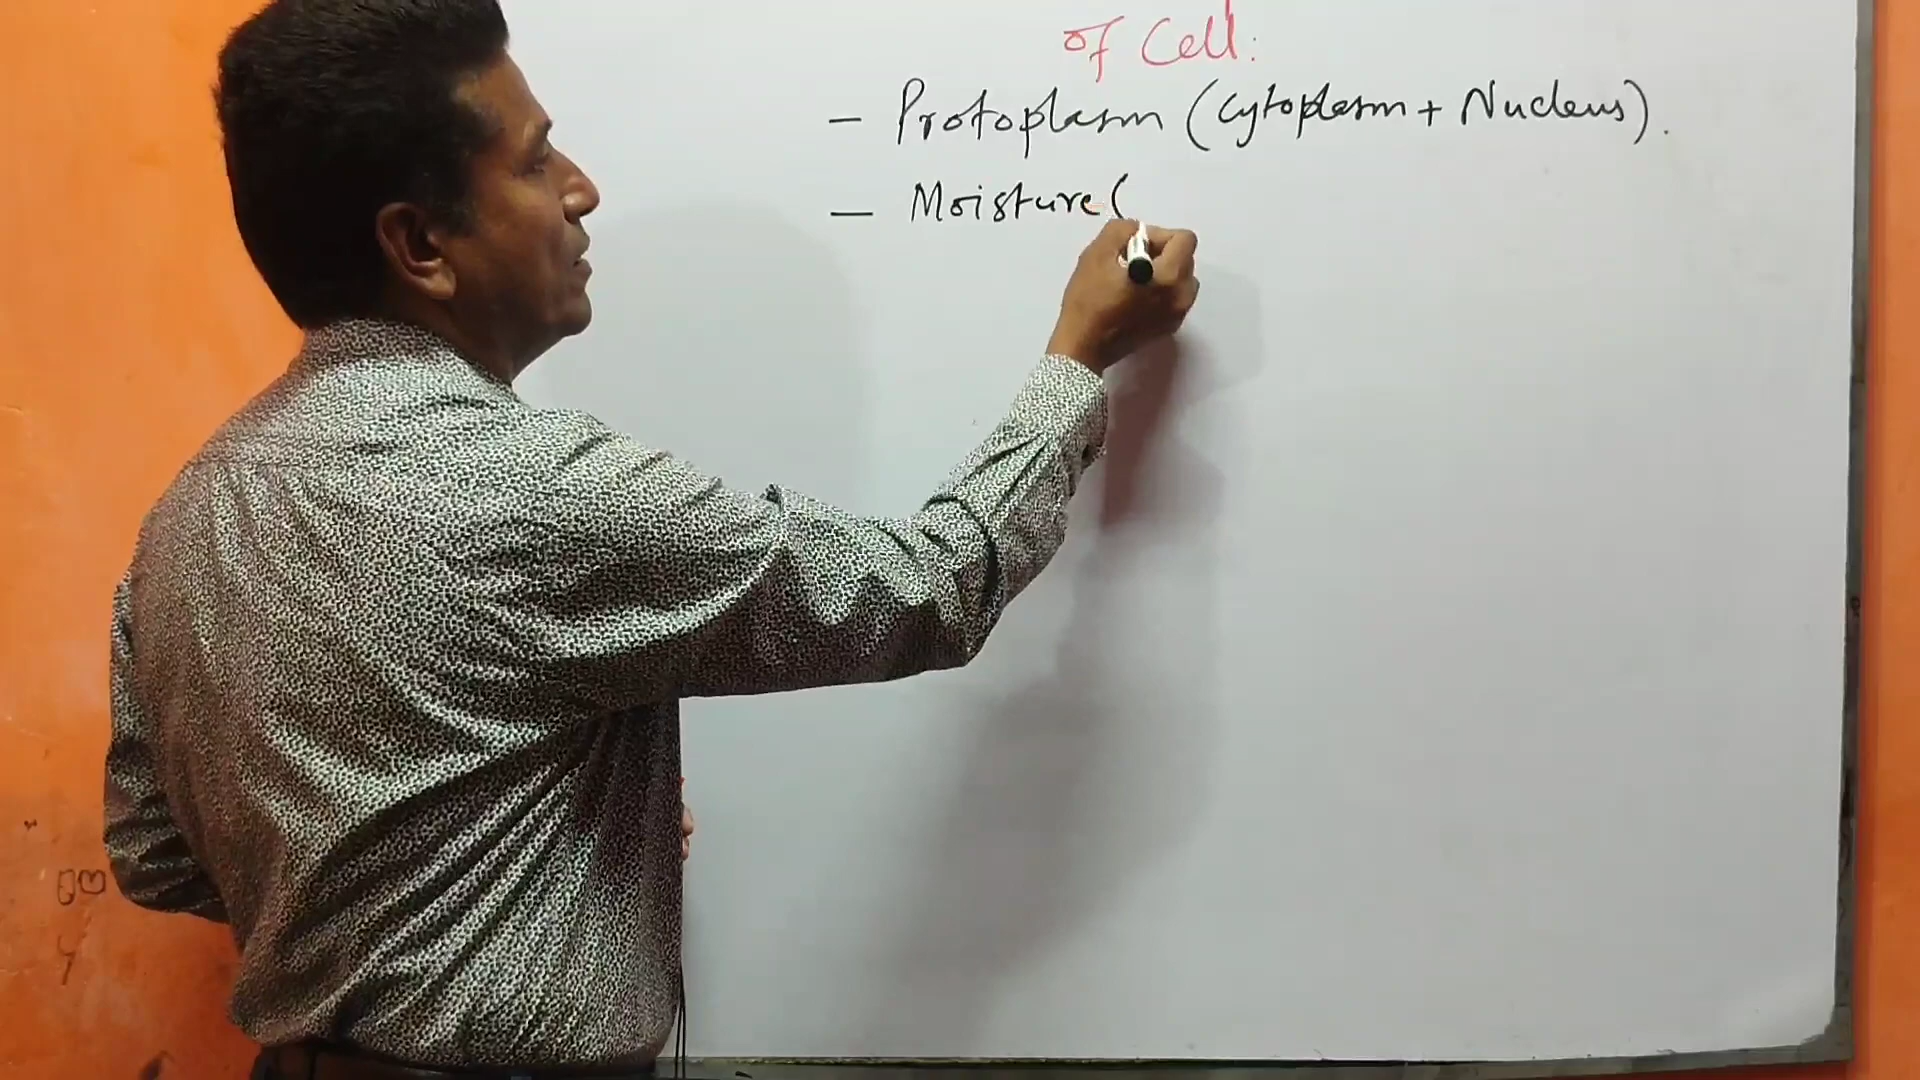 of Cell:
- Protoplasm (Cytoplasm + Nucleus).
- Moisture (